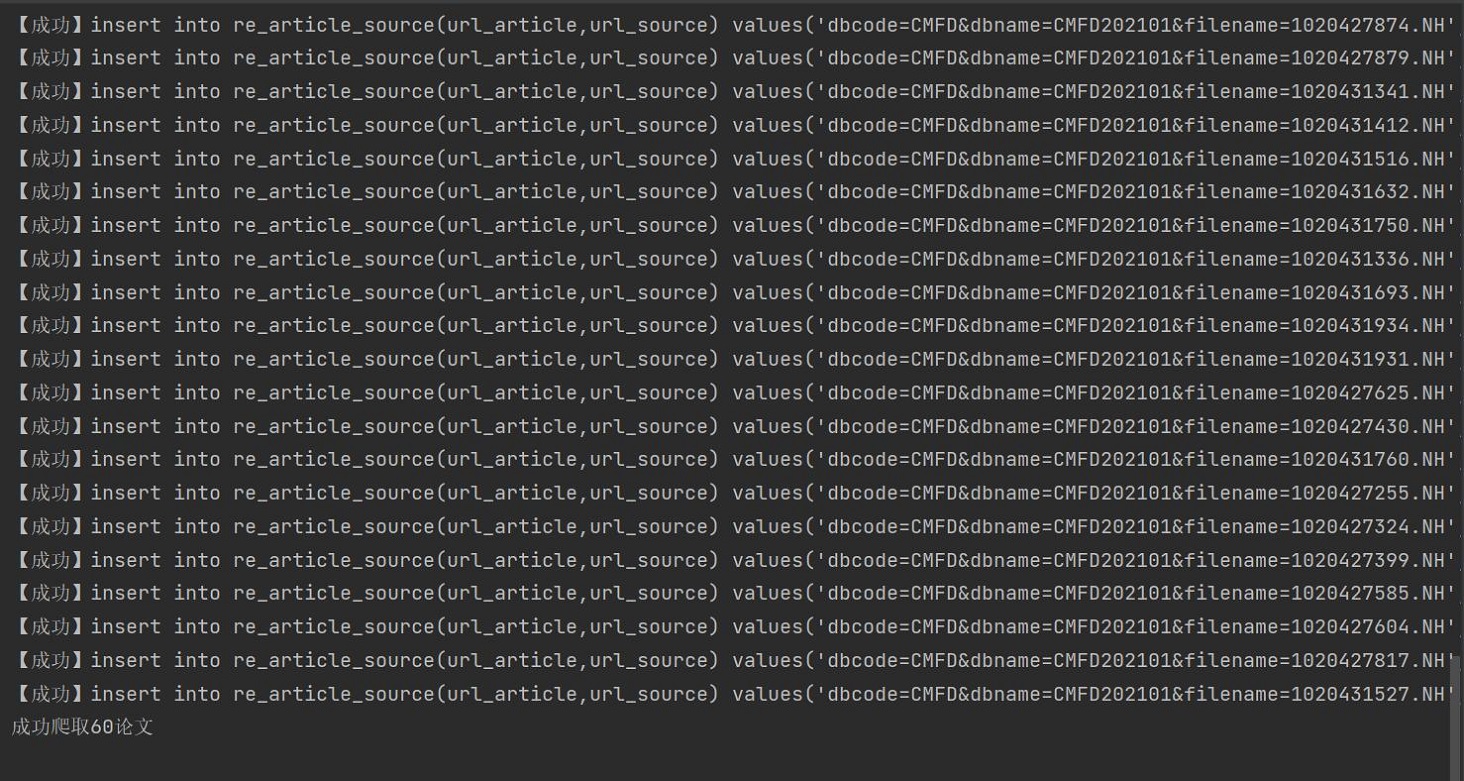 【成功】insert into re_article_source(url_article,url_source) values('dbcode=CMFD&dbname=CMFD202101&filename=1020427874.NH'
【成功】insert into re_article_source(url_article,url_source) values('dbcode=CMFD&dbname=CMFD202101&filename=1020427879.NH'
【成功】insert into re_article_source(url_article,url_source) values('dbcode=CMFD&dbname=CMFD202101&filename=1020431341.NH'
【成功】insert into re_article_source(url_article,url_source) values('dbcode=CMFD&dbname=CMFD202101&filename=1020431412.NH'
【成功】insert into re_article_source(url_article,url_source) values('dbcode=CMFD&dbname=CMFD202101&filename=1020431516.NH'
【成功】insert into re_article_source(url_article,url_source) values('dbcode=CMFD&dbname=CMFD202101&filename=1020431632.NH'
【成功】insert into re_article_source(url_article,url_source) values('dbcode=CMFD&dbname=CMFD202101&filename=1020431750.NH'
【成功】insert into re_article_source(url_article,url_source) values('dbcode=CMFD&dbname=CMFD202101&filename=1020431336.NH'
【成功】insert into re_article_source(url_article,url_source) values('dbcode=CMFD&dbname=CMFD202101&filename=1020431693.NH'
【成功】insert into re_article_source(url_article,url_source) values('dbcode=CMFD&dbname=CMFD202101&filename=1020431934.NH'
【成功】insert into re_article_source(url_article,url_source) values('dbcode=CMFD&dbname=CMFD202101&filename=1020431931.NH'
【成功】insert into re_article_source(url_article,url_source) values('dbcode=CMFD&dbname=CMFD202101&filename=1020427625.NH'
【成功】insert into re_article_source(url_article,url_source) values('dbcode=CMFD&dbname=CMFD202101&filename=1020427430.NH'
【成功】insert into re_article_source(url_article,url_source) values('dbcode=CMFD&dbname=CMFD202101&filename=1020431760.NH'
【成功】insert into re_article_source(url_article,url_source) values('dbcode=CMFD&dbname=CMFD202101&filename=1020427255.NH'
【成功】insert into re_article_source(url_article,url_source) values('dbcode=CMFD&dbname=CMFD202101&filename=1020427324.NH'
【成功】insert into re_article_source(url_article,url_source) values('dbcode=CMFD&dbname=CMFD202101&filename=1020427399.NH'
【成功】insert into re_article_source(url_article,url_source) values('dbcode=CMFD&dbname=CMFD202101&filename=1020427585.NH'
【成功】insert into re_article_source(url_article,url_source) values('dbcode=CMFD&dbname=CMFD202101&filename=1020427604.NH'
【成功】insert into re_article_source(url_article,url_source) values('dbcode=CMFD&dbname=CMFD202101&filename=1020427817.NH'
【成功】insert into re_article_source(url_article,url_source) values('dbcode=CMFD&dbname=CMFD202101&filename=1020431527.NH'
成功爬取60论文